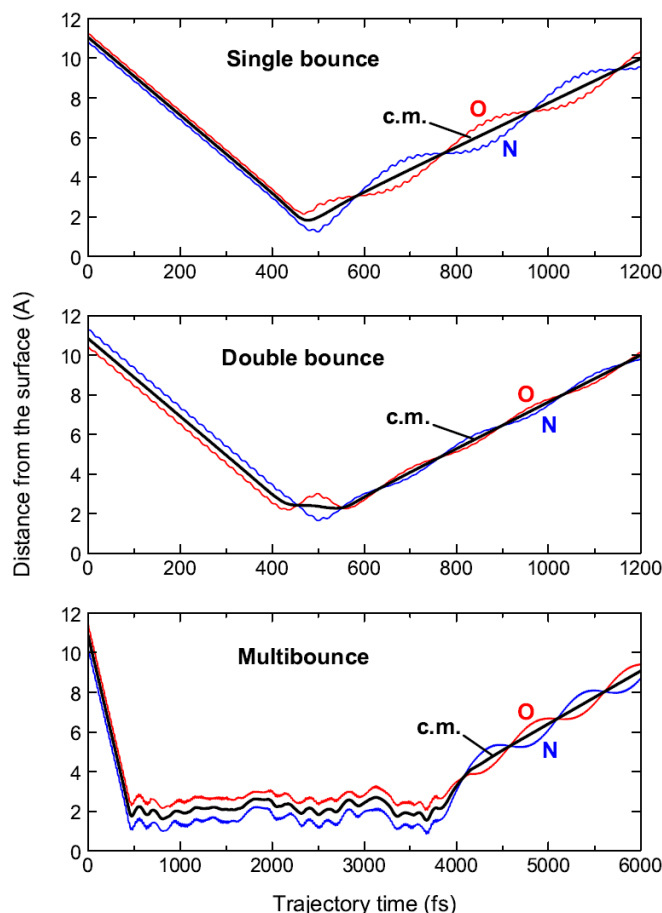 12
10
8
6
4
2
0
Single bounce
c.m.
O
N
0 200 400 600 800 1000 1200
12
10
8
6
4
2
0
Double bounce
c.m.
O
N
0 200 400 600 800 1000 1200
Distance from the surface (A)
12
10
8
6
4
2
0
Multibounce
c.m.
O
N
0 1000 2000 3000 4000 5000 6000
Trajectory time (fs)